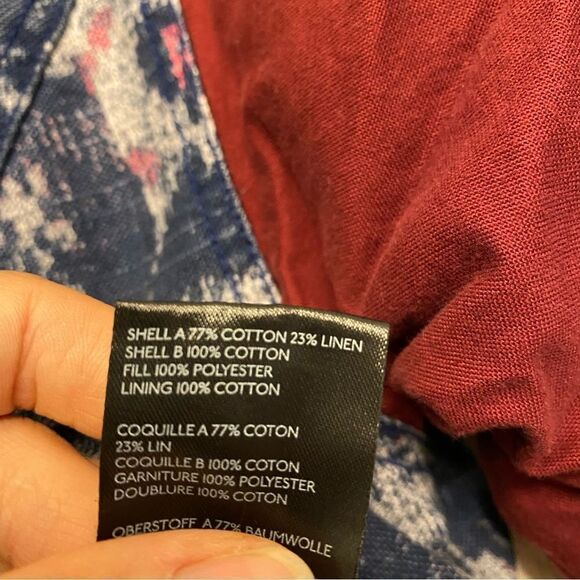 SHELL A 77% COTTON 23% LINEN
SHELL B 100% COTTON
FILL 100% POLYESTER
LINING 100% COTTON
COQUILLE A 77% COTON
23% LIN
COQUILLE B 100% COTON
GARNITURE 100% POLYESTER
DOUBLURE 100% COTON
OBERSTOFF A 77% BAUMWOLLE